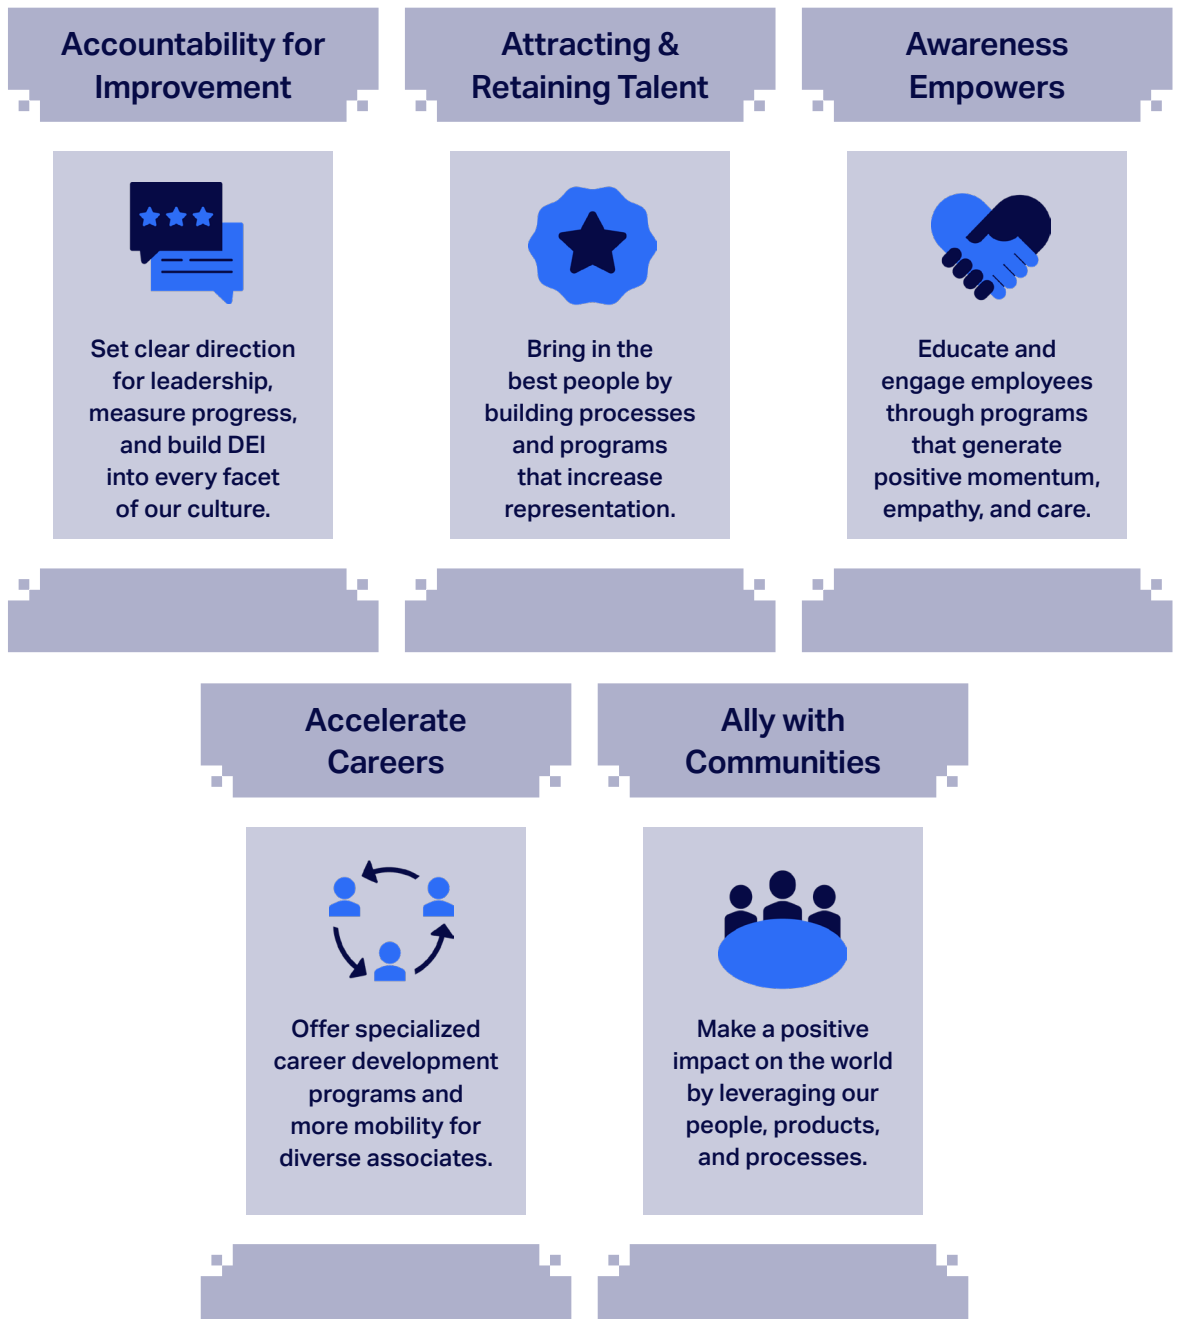 Accountability for
Improvement
Set clear direction
for leadership,
measure progress,
and build DEI
into every facet
of our culture.
Attracting &
Retaining Talent
Bring in the
best people by
building processes
and programs
that increase
representation.
Awareness
Empowers
Educate and
engage employees
through programs
that generate
positive momentum,
empathy, and care.
Accelerate
Careers
Offer specialized
career development
programs and
more mobility for
diverse associates.
Ally with
Communities
Make a positive
impact on the world
by leveraging our
people, products,
and processes.